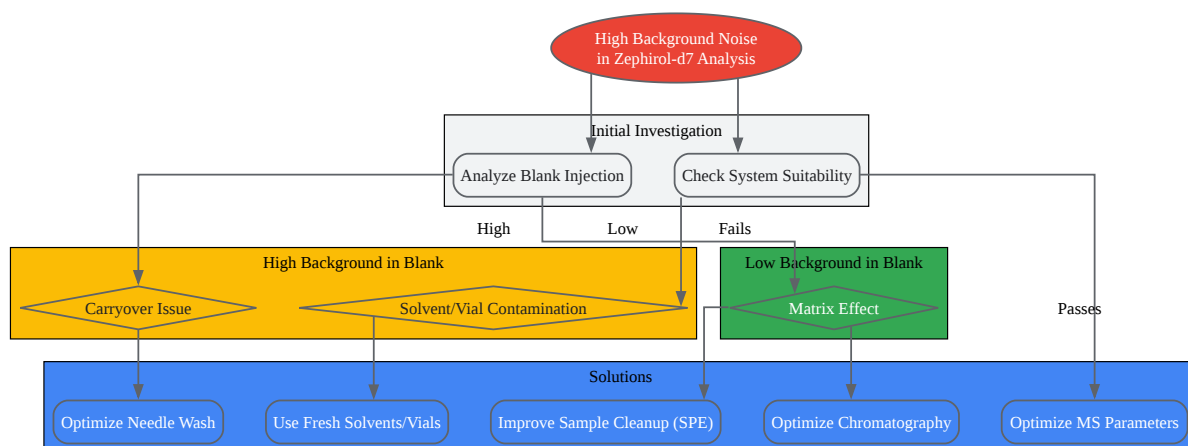 High Background Noise
in Zephirol-d7 Analysis
Initial Investigation
Analyze Blank Injection
Check System Suitability
High
Low
Fails
High Background in Blank
Low Background in Blank
Carryover Issue
Solvent/Vial Contamination
Matrix Effect
Passes
Solutions
Optimize Needle Wash
Use Fresh Solvents/Vials
Improve Sample Cleanup (SPE)
Optimize Chromatography
Optimize MS Parameters